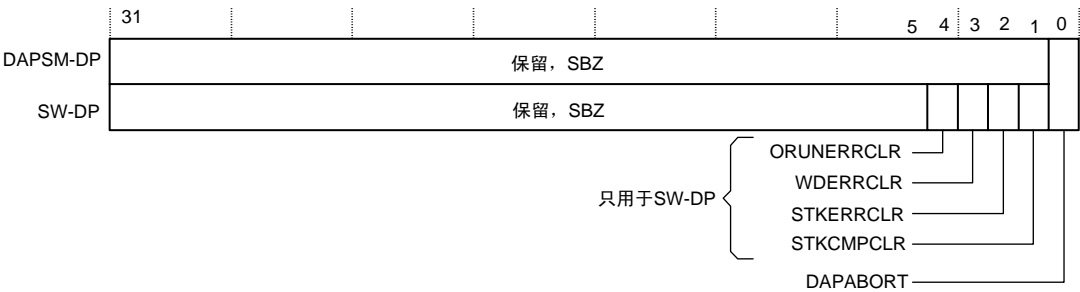 31 5 4 3 2 1 0
DAPSM-DP 保留，SBZ
SW-DP 保留，SBZ
ORUNERRCLR
WDERRCLR
只用于SW-DP
STKERRCLR
STKCMPCLR
DAPABORT